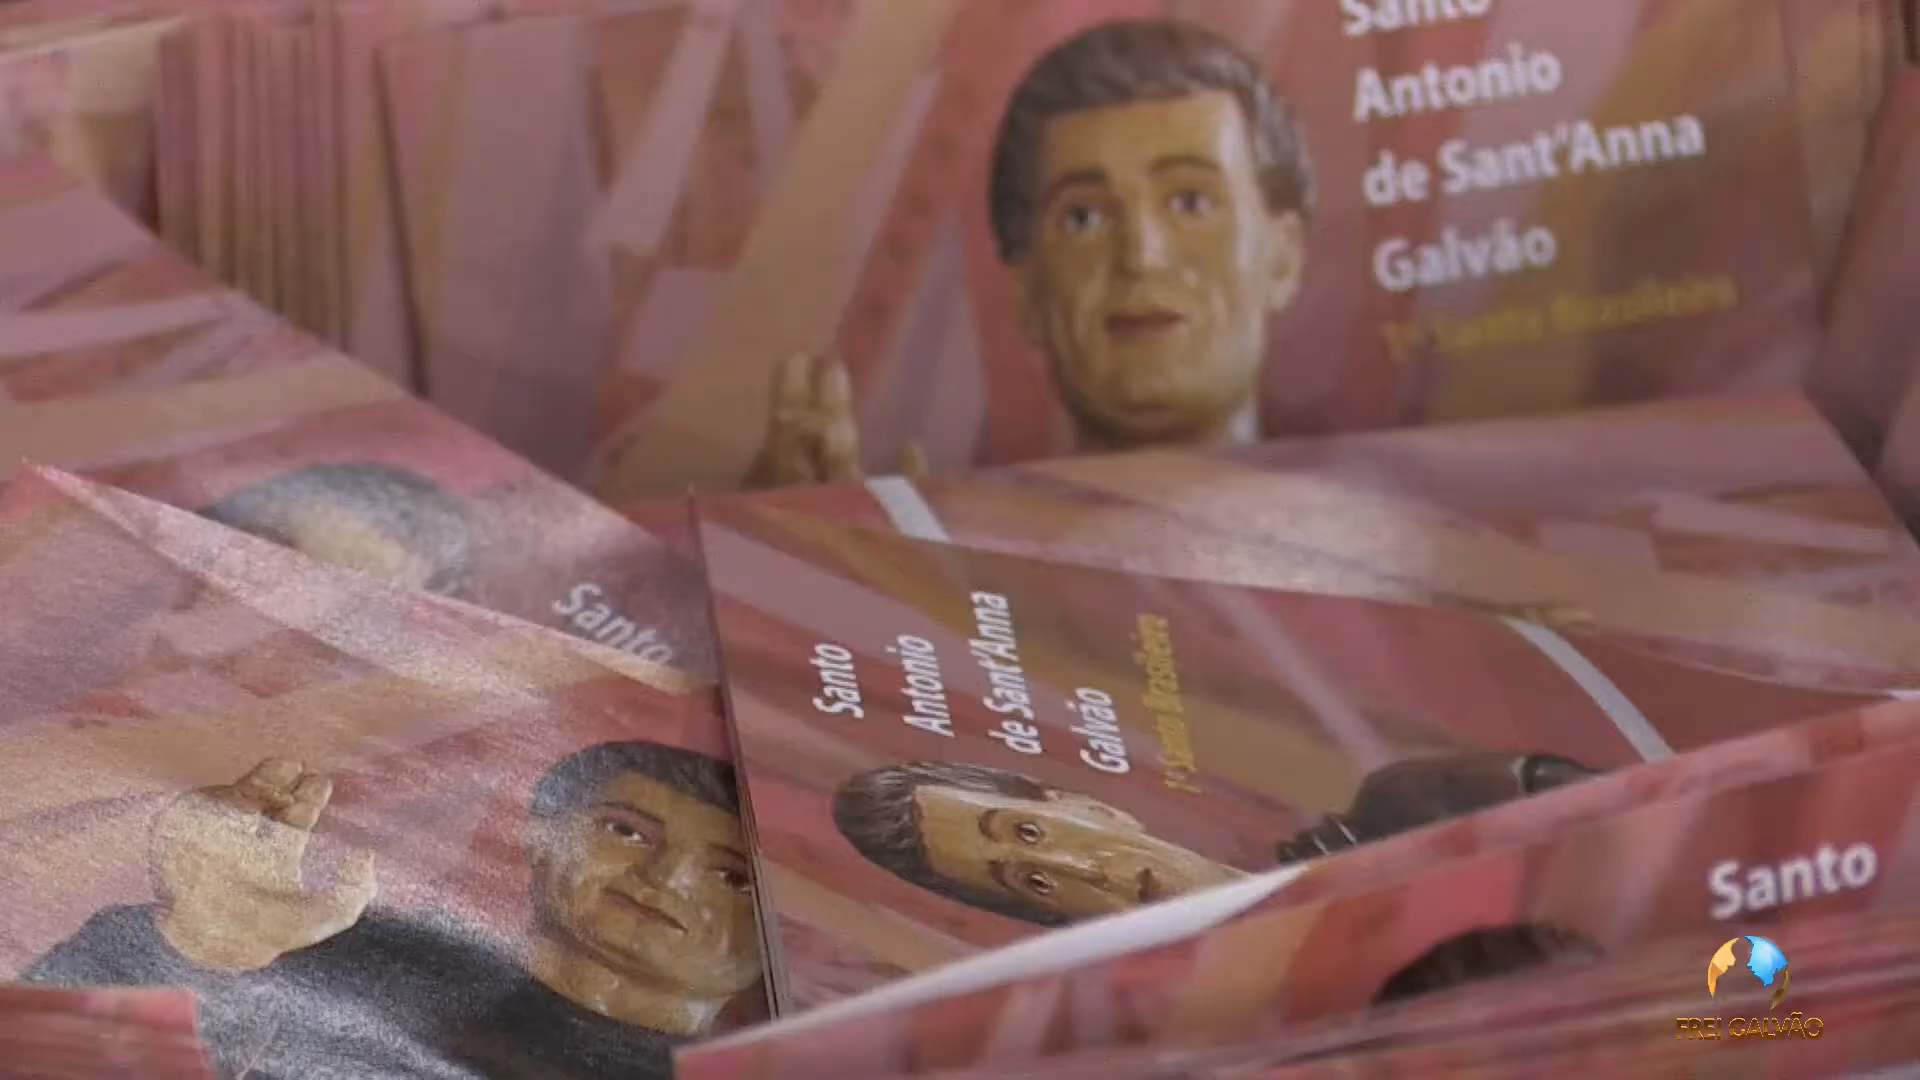 Santo
Antonio
de Sant'Anna
Galvão
1º Santo Brasileiro
Santo
Santo
Antonio
de Sant'Anna
Galvão
1º Santo Brasileiro
Santo
FREI GALVÃO